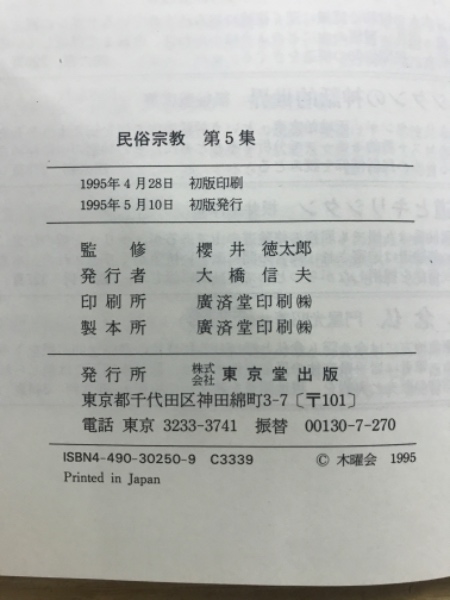 民俗宗教 第5集
1995年4月28日 初版印刷
1995年5月10日 初版発行
監修 櫻井徳太郎
発行者 大橋信夫
印刷所 廣済堂印刷㈱
製本所 廣済堂印刷㈱
発行所 株式会社 東京堂出版
東京都千代田区神田錦町3-7〔〒101〕
電話 東京 3233-3741 振替 00130-7-270
ISBN4-490-30250-9 C3339 © 木曜会 1995
Printed in Japan